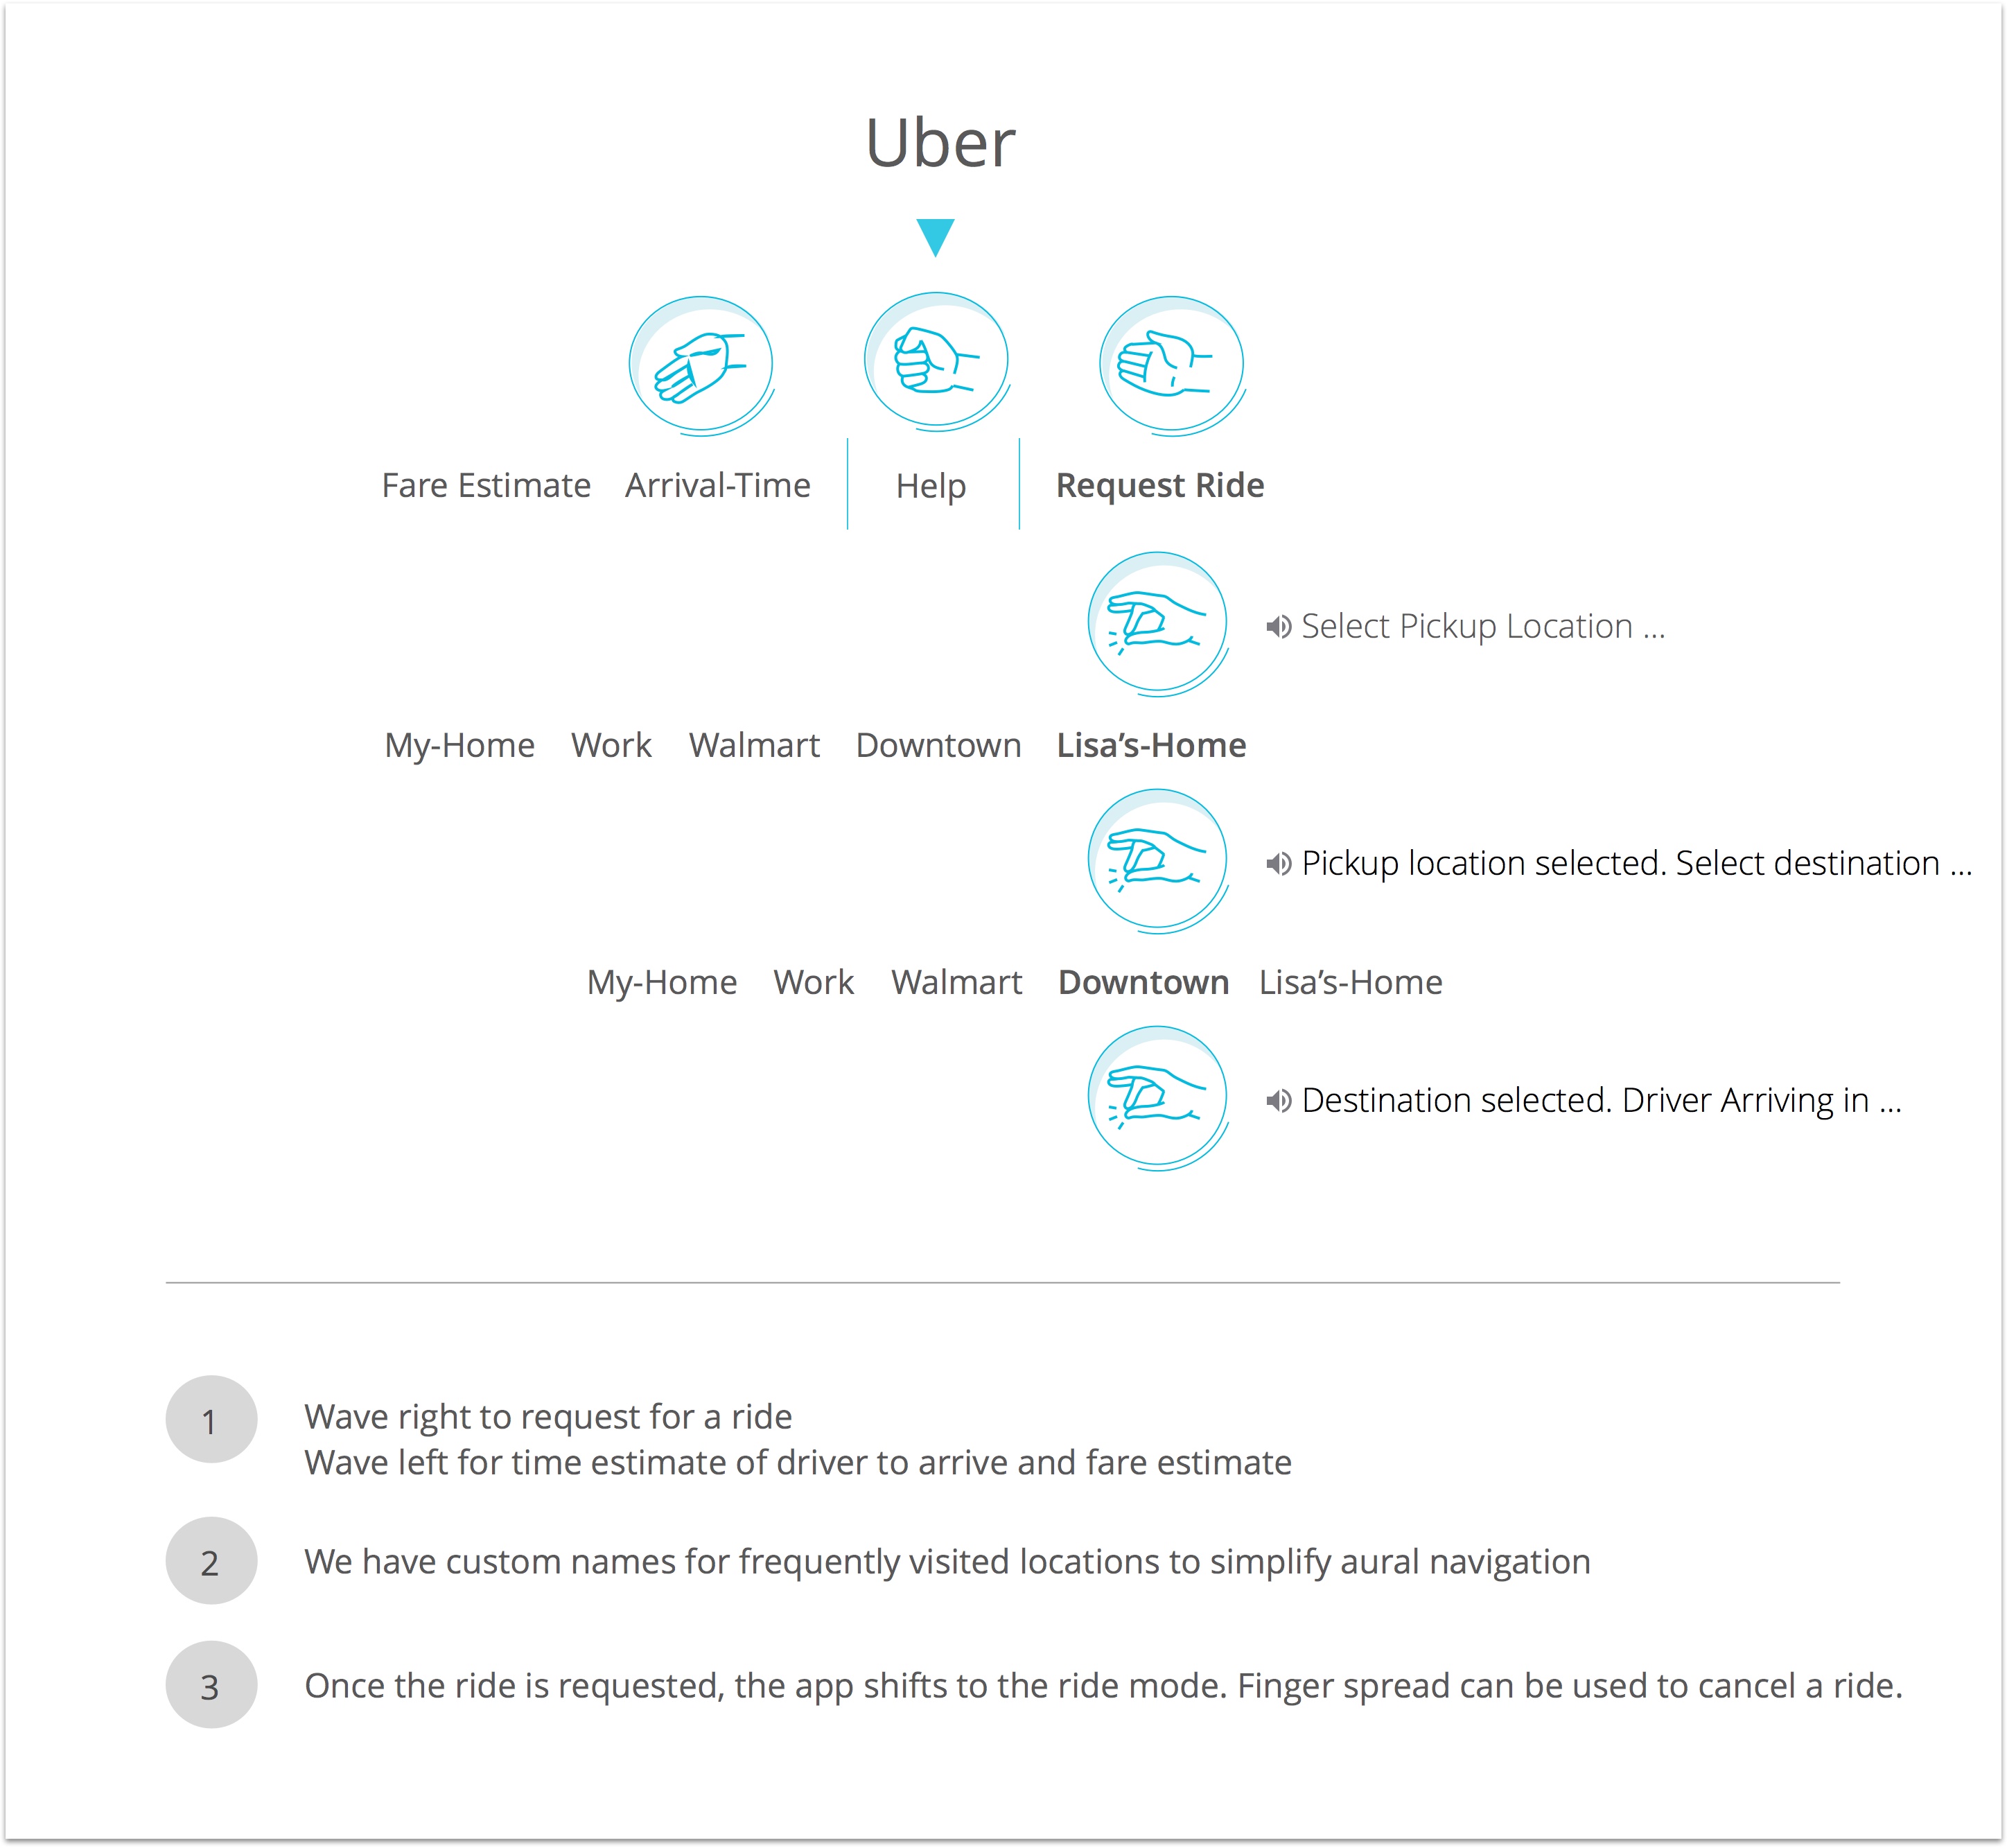 Uber
Fare Estimate Arrival-Time Help Request Ride
Select Pickup Location ...
My-Home Work Walmart Downtown Lisa’s-Home
Pickup location selected. Select destination ...
My-Home Work Walmart Downtown Lisa’s-Home
Destination selected. Driver Arriving in ...
1 Wave right to request for a ride
Wave left for time estimate of driver to arrive and fare estimate
2 We have custom names for frequently visited locations to simplify aural navigation
3 Once the ride is requested, the app shifts to the ride mode. Finger spread can be used to cancel a ride.